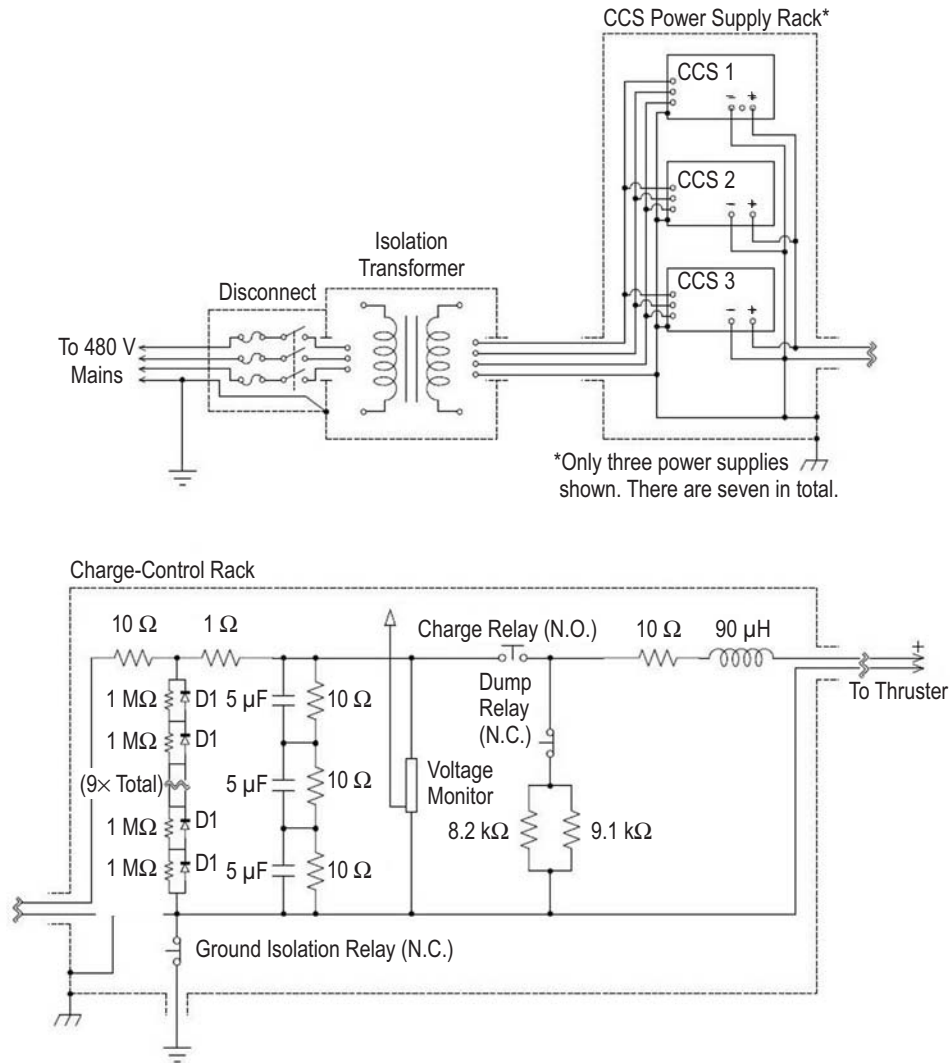 CCS Power Supply Rack*
CCS 1
- +
CCS 2
- +
CCS 3
- +
Isolation
Transformer
Disconnect
To 480 V
Mains
*Only three power supplies
shown. There are seven in total.
Charge-Control Rack
10 Ω
1 Ω
Charge Relay (N.O.)
10 Ω
90 µH
+
To Thruster
Dump
Relay
(N.C.)
1 MΩ
D1
5 µF
10 Ω
1 MΩ
D1
(9× Total)
5 µF
10 Ω
Voltage
Monitor
8.2 kΩ
9.1 kΩ
1 MΩ
D1
1 MΩ
D1
5 µF
10 Ω
Ground Isolation Relay (N.C.)